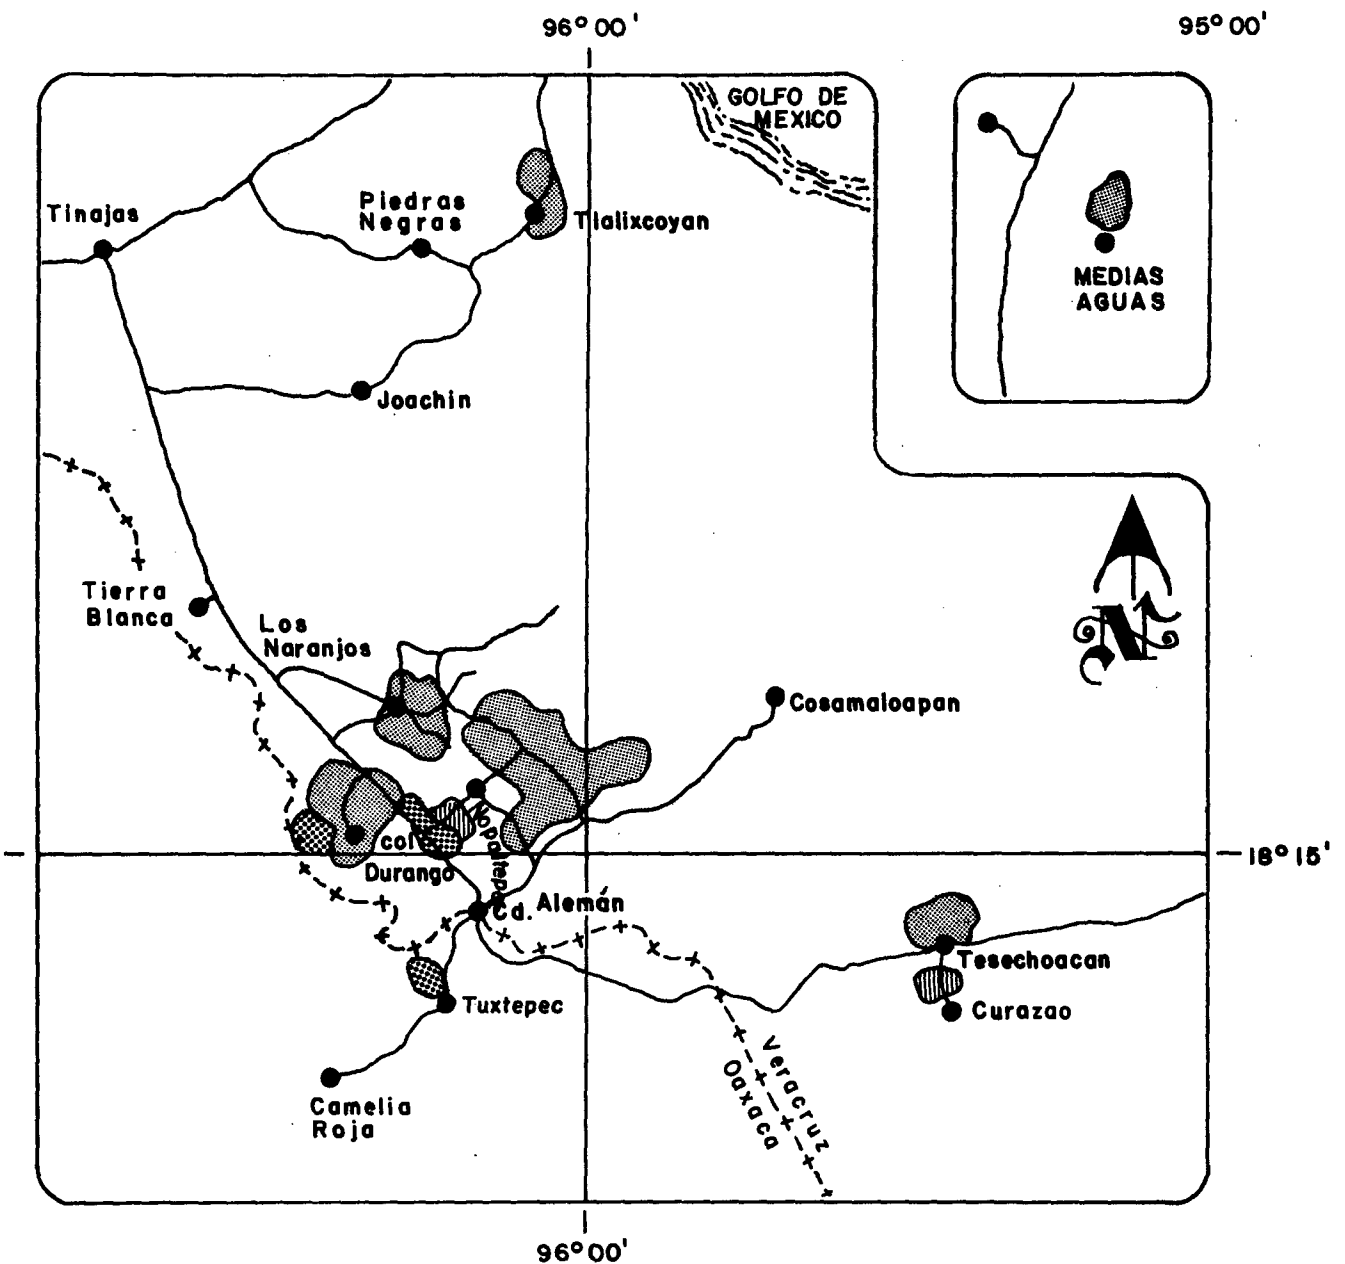 96° 00'
95° 00'
GOLFO DE
MEXICO
Tinajas
Piedras
Negras
Tlalixcoyan
MEDIAS
AGUAS
Joachin
Tierra
Blanca
Los
Naranjos
N
Cosamaloapan
Nopaltepec
col
Durango
18° 15'
Cd. Alemán
Tesechoacan
Tuxtepec
Curazao
Veracruz
Oaxaca
Camelia
Roja
96° 00'